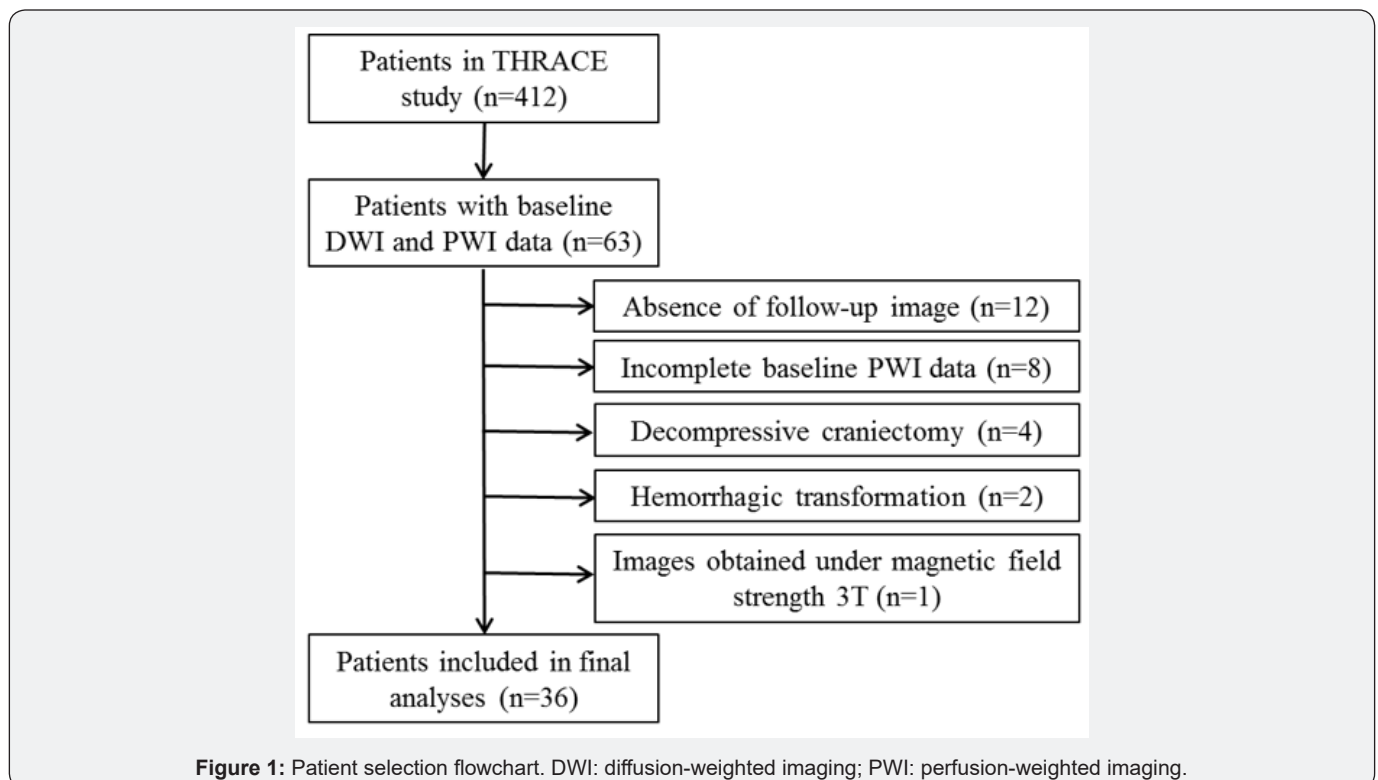 Patients in THRACE
study (n=412)
Patients with baseline
DWI and PWI data (n=63)
Absence of follow-up image (n=12)
Incomplete baseline PWI data (n=8)
Decompressive craniectomy (n=4)
Hemorrhagic transformation (n=2)
Images obtained under magnetic field
strength 3T (n=1)
Patients included in final
analyses (n=36)
Figure 1: Patient selection flowchart. DWI: diffusion-weighted imaging; PWI: perfusion-weighted imaging.